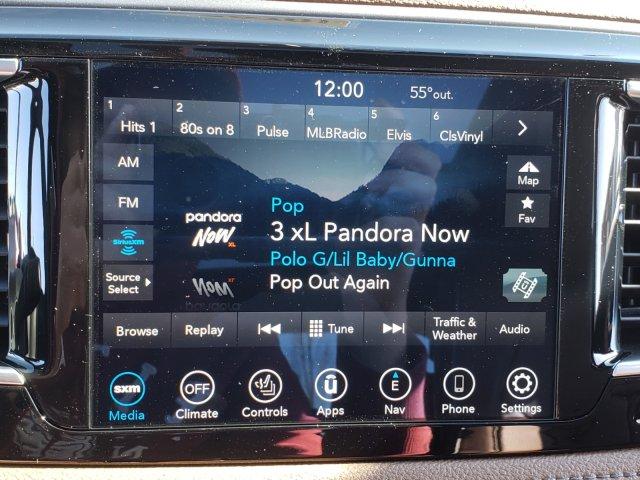 12:00 55°out.
1 2 3 4 5 6
Hits 1 80s on 8 Pulse MLBRadio Elvis ClsVinyl
AM
Map
FM
Fav
SiriusXM
Source
Select
pandora
NOW XL
Pop
3 xL Pandora Now
Polo G/Lil Baby/Gunna
Pop Out Again
Browse Replay Tune Traffic &
Weather Audio
sxm OFF ū E
Media Climate Controls Apps Nav Phone Settings